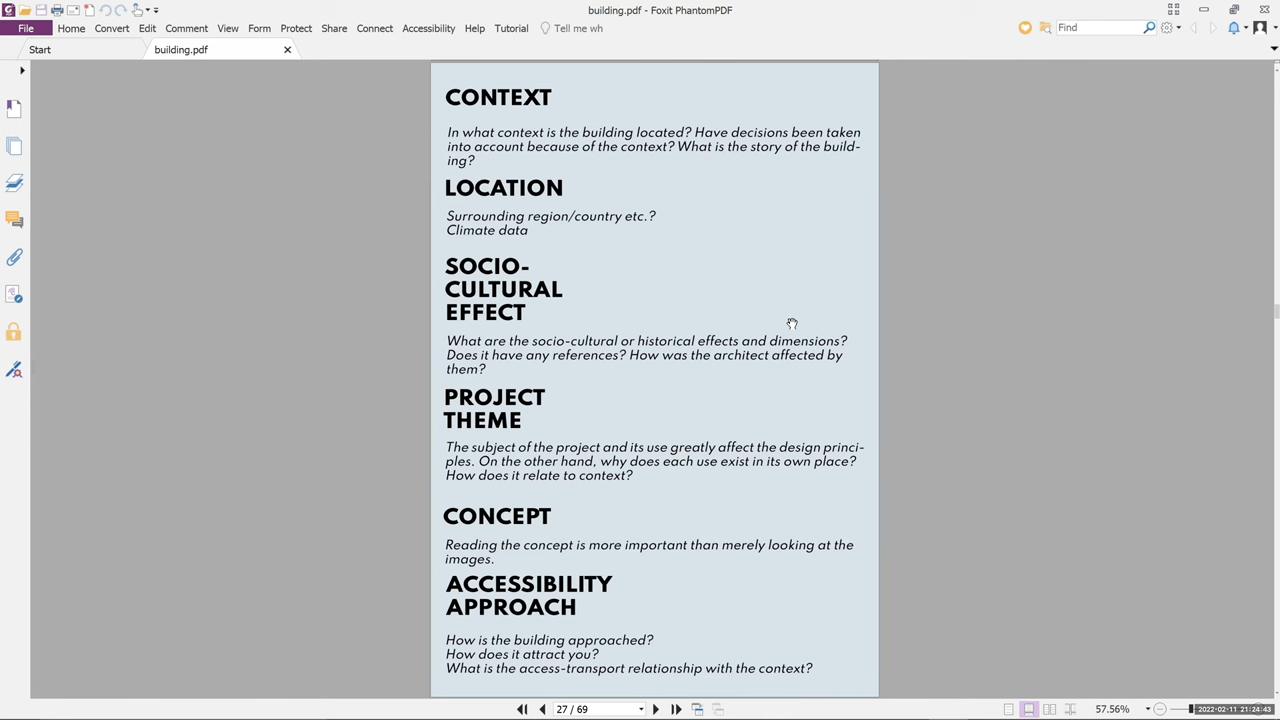 building.pdf - Foxit PhantomPDF
File Home Convert Edit Comment View Form Protect Share Connect Accessibility Help Tutorial Tell me wh Find
Start building.pdf
CONTEXT
In what context is the building located? Have decisions been taken
into account because of the context? What is the story of the build-
ing?
LOCATION
Surrounding region/country etc.?
Climate data
SOCIO-
CULTURAL
EFFECT
What are the socio-cultural or historical effects and dimensions?
Does it have any references? How was the architect affected by
them?
PROJECT
THEME
The subject of the project and its use greatly affect the design princi-
ples. On the other hand, why does each use exist in its own place?
How does it relate to context?
CONCEPT
Reading the concept is more important than merely looking at the
images.
ACCESSIBILITY
APPROACH
How is the building approached?
How does it attract you?
What is the access-transport relationship with the context?
27 / 69 57.56% 2022-02-11 21:24:43